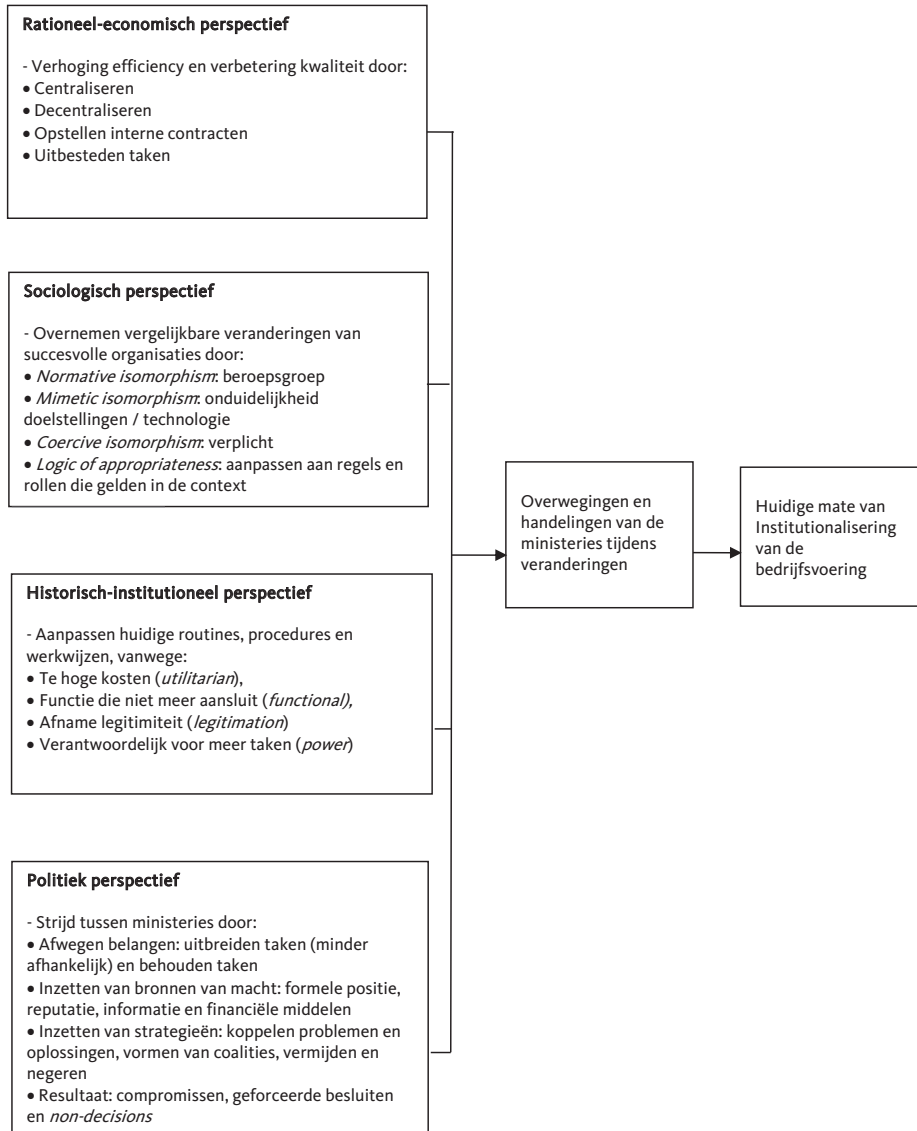 Rationeel-economisch perspectief
- Verhoging efficiency en verbetering kwaliteit door:
• Centraliseren
• Decentraliseren
• Opstellen interne contracten
• Uitbesteden taken
Sociologisch perspectief
- Overnemen vergelijkbare veranderingen van
succesvolle organisaties door:
• Normative isomorphism: beroepsgroep
• Mimetic isomorphism: onduidelijkheid
doelstellingen / technologie
• Coercive isomorphism: verplicht
• Logic of appropriateness: aanpassen aan regels en
rollen die gelden in de context
Historisch-institutioneel perspectief
- Aanpassen huidige routines, procedures en
werkwijzen, vanwege:
• Te hoge kosten (utilitarian),
• Functie die niet meer aansluit (functional),
• Afname legitimiteit (legitimation)
• Verantwoordelijk voor meer taken (power)
Politiek perspectief
- Strijd tussen ministeries door:
• Afwegen belangen: uitbreiden taken (minder
afhankelijk) en behouden taken
• Inzetten van bronnen van macht: formele positie,
reputatie, informatie en financiële middelen
• Inzetten van strategieën: koppelen problemen en
oplossingen, vormen van coalities, vermijden en
negeren
• Resultaat: compromissen, geforceerde besluiten
en non-decisions
Overwegingen en
handelingen van de
ministeries tijdens
veranderingen
Huidige mate van
Institutionalisering
van de
bedrijfsvoering